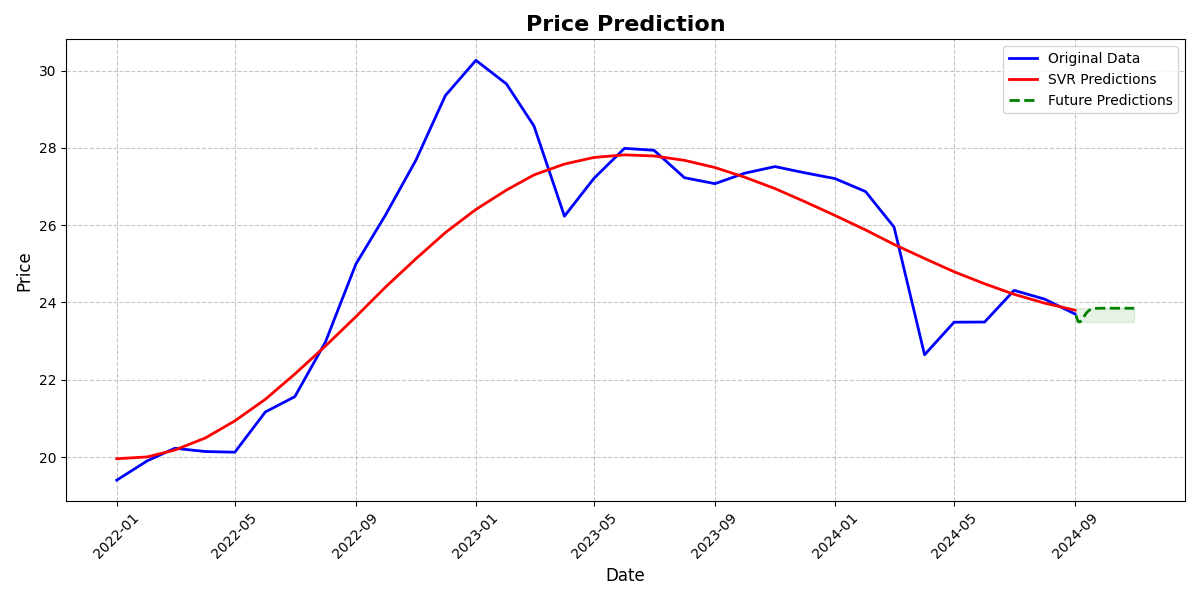 Price Prediction
Original Data
SVR Predictions
Future Predictions
Price
30
28
26
24
22
20
2022-01
2022-05
2022-09
2023-01
2023-05
2023-09
2024-01
2024-05
2024-09
Date